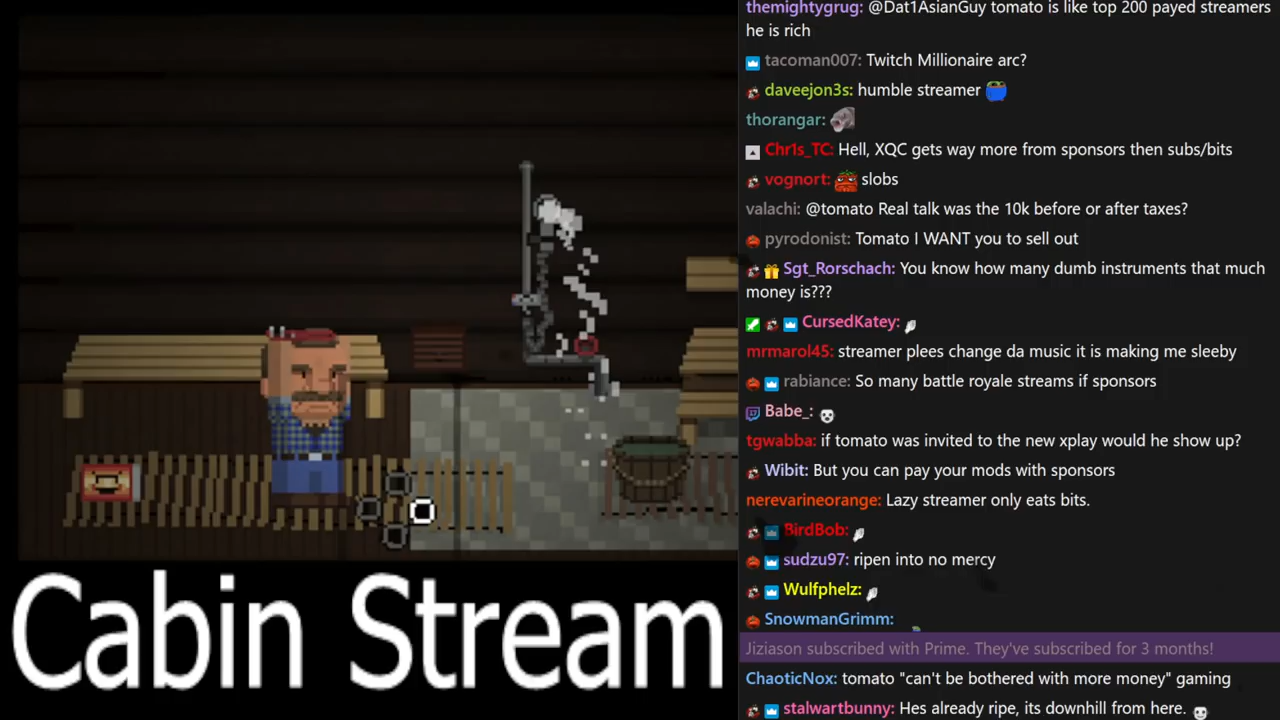 themightygrug: @Dat1AsianGuy tomato is like top 200 payed streamers
he is rich
tacoman007: Twitch Millionaire arc?
daveejon3s: humble streamer
thorangar:
Chr1s_TC: Hell, XQC gets way more from sponsors then subs/bits
vognort: slobs
valachi: @tomato Real talk was the 10k before or after taxes?
pyrodonist: Tomato I WANT you to sell out
Sgt_Rorschach: You know how many dumb instruments that much
money is???
CursedKatey:
mrmarol45: streamer plees change da music it is making me sleeby
rabiance: So many battle royale streams if sponsors
Babe_:
tgwabba: if tomato was invited to the new xplay would he show up?
Wibit: But you can pay your mods with sponsors
nerevarineorange: Lazy streamer only eats bits.
BirdBob:
sudzu97: ripen into no mercy
Wulfphelz:
SnowmanGrimm:
Jiziason subscribed with Prime. They've subscribed for 3 months!
ChaoticNox: tomato "can't be bothered with more money" gaming
stalwartbunny: Hes already ripe, its downhill from here.
Cabin Stream